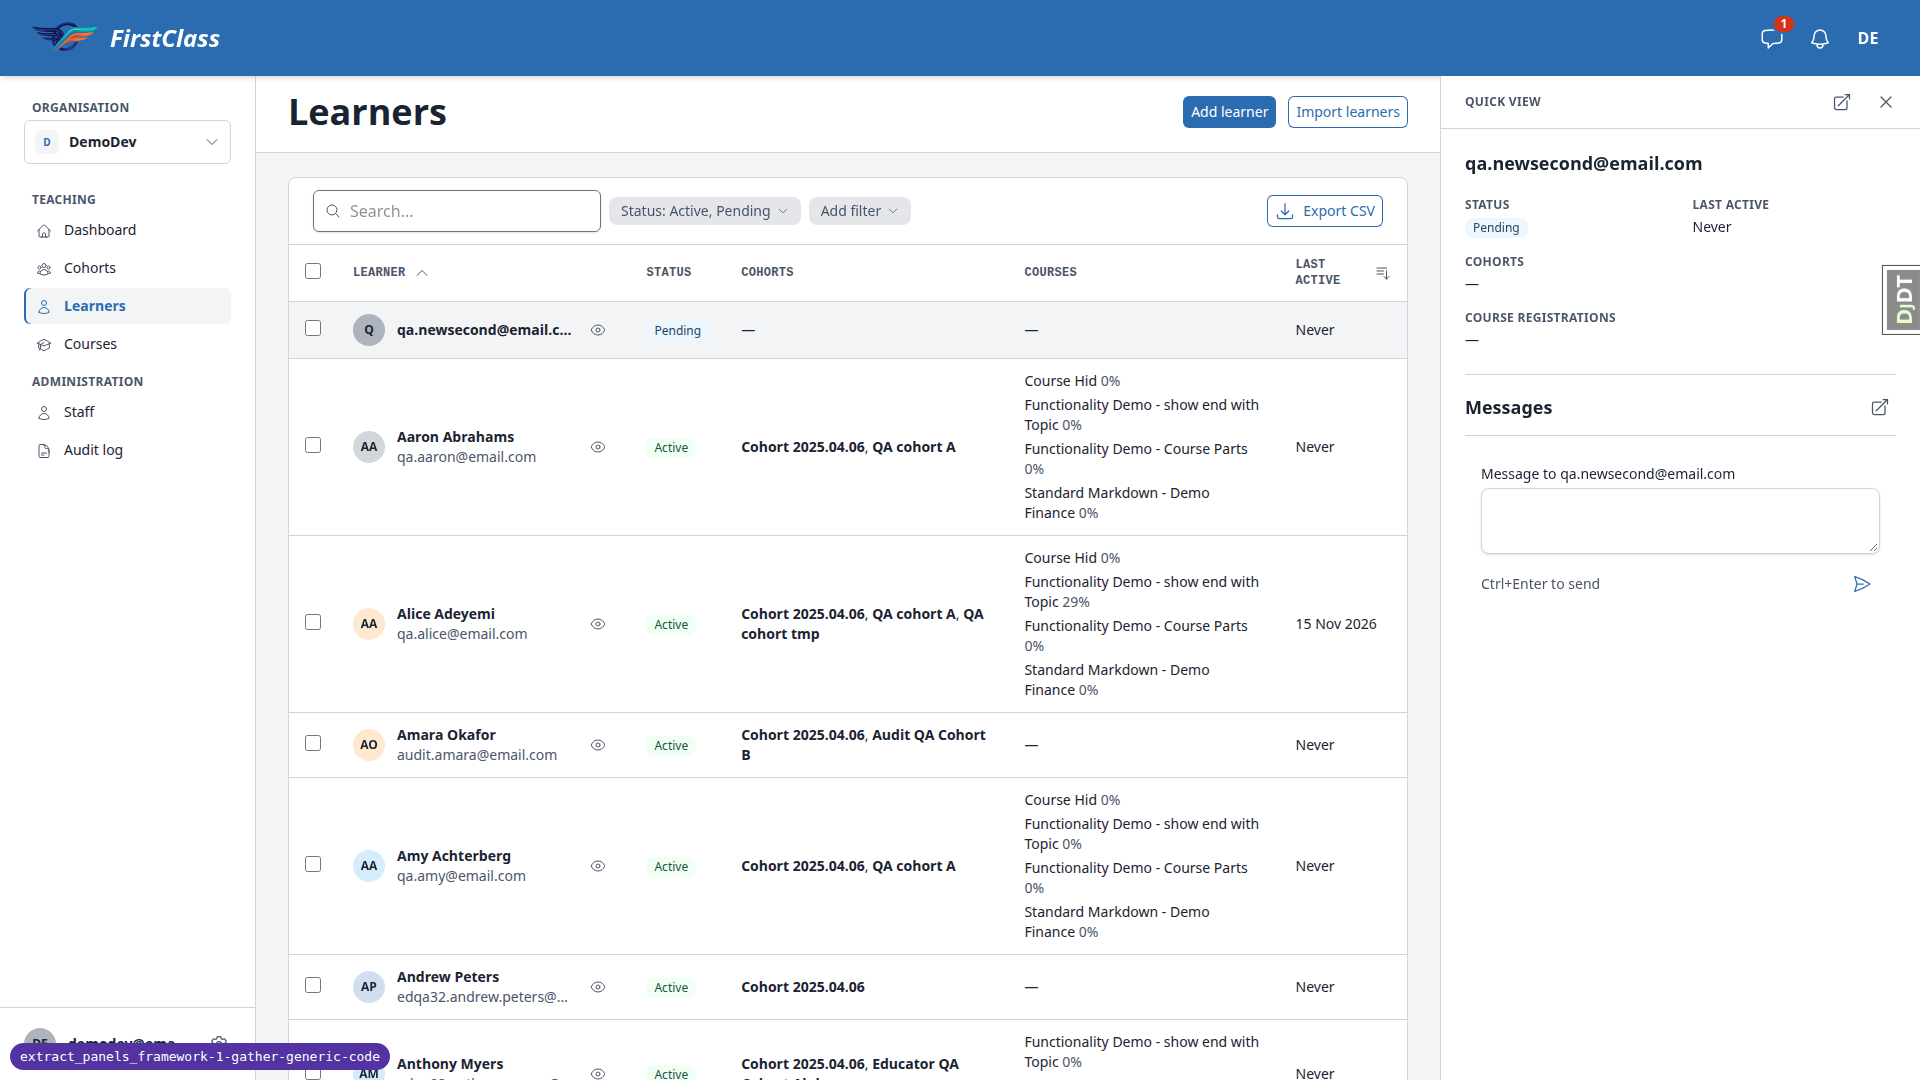 FirstClass
1
DE
ORGANISATION
D DemoDev
TEACHING
Dashboard
Cohorts
Learners
Courses
ADMINISTRATION
Staff
Audit log
extract_panels_framework-1-gather-generic-code
Learners
Add learner
Import learners
Search...
Status: Active, Pending
Add filter
Export CSV
LEARNER
STATUS
COHORTS
COURSES
LAST
ACTIVE
Q
qa.newsecond@email.c...
Pending
—
—
Never
AA
Aaron Abrahams
qa.aaron@email.com
Active
Cohort 2025.04.06, QA cohort A
Course Hid 0%
Functionality Demo - show end with
Topic 0%
Functionality Demo - Course Parts
0%
Standard Markdown - Demo
Finance 0%
Never
AA
Alice Adeyemi
qa.alice@email.com
Active
Cohort 2025.04.06, QA cohort A, QA
cohort tmp
Course Hid 0%
Functionality Demo - show end with
Topic 29%
Functionality Demo - Course Parts
0%
Standard Markdown - Demo
Finance 0%
15 Nov 2026
AO
Amara Okafor
audit.amara@email.com
Active
Cohort 2025.04.06, Audit QA Cohort
B
—
Never
AA
Amy Achterberg
qa.amy@email.com
Active
Cohort 2025.04.06, QA cohort A
Course Hid 0%
Functionality Demo - show end with
Topic 0%
Functionality Demo - Course Parts
0%
Standard Markdown - Demo
Finance 0%
Never
AP
Andrew Peters
edqa32.andrew.peters@...
Active
Cohort 2025.04.06
—
Never
AM
Anthony Myers
Active
Cohort 2025.04.06, Educator QA
Functionality Demo - show end with
Topic 0%
Never
QUICK VIEW
qa.newsecond@email.com
STATUS
Pending
LAST ACTIVE
Never
COHORTS
—
COURSE REGISTRATIONS
—
Messages
Message to qa.newsecond@email.com
Ctrl+Enter to send
DjDT